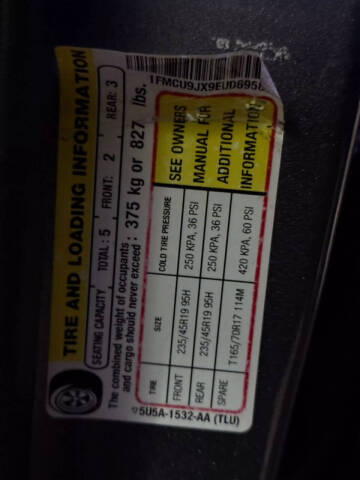 TIRE AND LOADING INFORMATION
SEATING CAPACITY TOTAL: 5 FRONT: 2 REAR: 3
The combined weight of occupants
and cargo should never exceed: 375 kg or 827 lbs.
TIRE SIZE COLD TIRE PRESSURE
FRONT 235/45R19 95H 250 KPA, 36 PSI
REAR 235/45R19 95H 250 KPA, 36 PSI
SPARE T165/70R17 114M 420 KPA, 60 PSI
SEE OWNERS
MANUAL FOR
ADDITIONAL
INFORMATION
5U5A-1532-AA (TLU)
1FMCU9JX9EUD6958